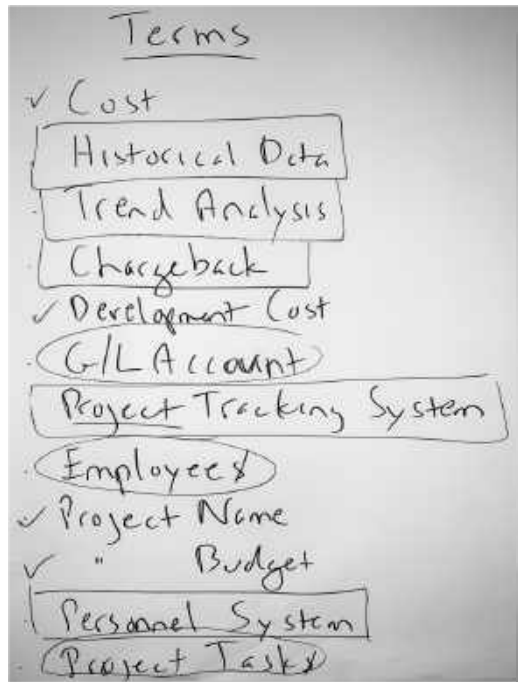 Terms
✓ Cost
Historical Data
Trend Analysis
Chargeback
✓ Development Cost
G/L Account
Project Tracking System
Employees
✓ Project Name
✓ " Budget
Personnel System
Project Tasks